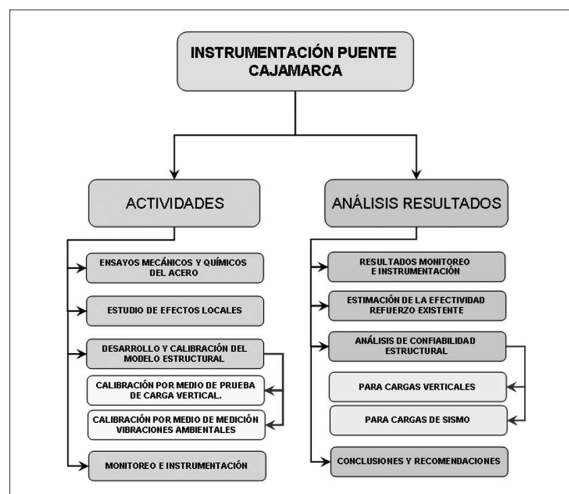 INSTRUMENTACIÓN PUENTE
CAJAMARCA
ACTIVIDADES
ENSAYOS MECÁNICOS Y QUÍMICOS
DEL ACERO
ESTUDIO DE EFECTOS LOCALES
DESARROLLO Y CALIBRACIÓN DEL
MODELO ESTRUCTURAL
CALIBRACIÓN POR MEDIO DE PRUEBA
DE CARGA VERTICAL.
CALIBRACIÓN POR MEDIO DE MEDICIÓN
VIBRACIONES AMBIENTALES
MONITOREO E INSTRUMENTACIÓN
ANÁLISIS RESULTADOS
RESULTADOS MONITOREO
E INSTRUMENTACIÓN
ESTIMACIÓN DE LA EFECTIVIDAD
REFUERZO EXISTENTE
ANÁLISIS DE CONFIABILIDAD
ESTRUCTURAL
PARA CARGAS VERTICALES
PARA CARGAS DE SISMO
CONCLUSIONES Y RECOMENDACIONES